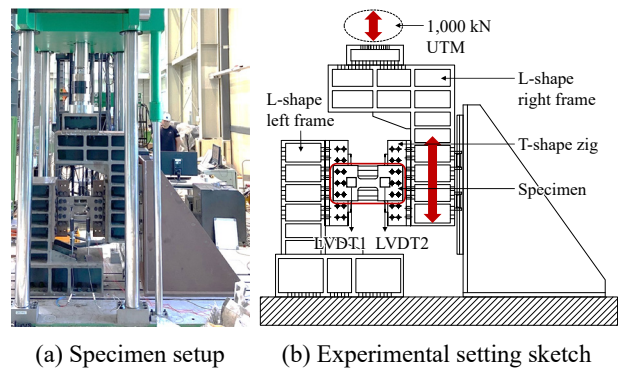 1,000 kN
UTM
L-shape
right frame
L-shape
left frame
T-shape zig
Specimen
LVDT1
LVDT2
(a) Specimen setup
(b) Experimental setting sketch